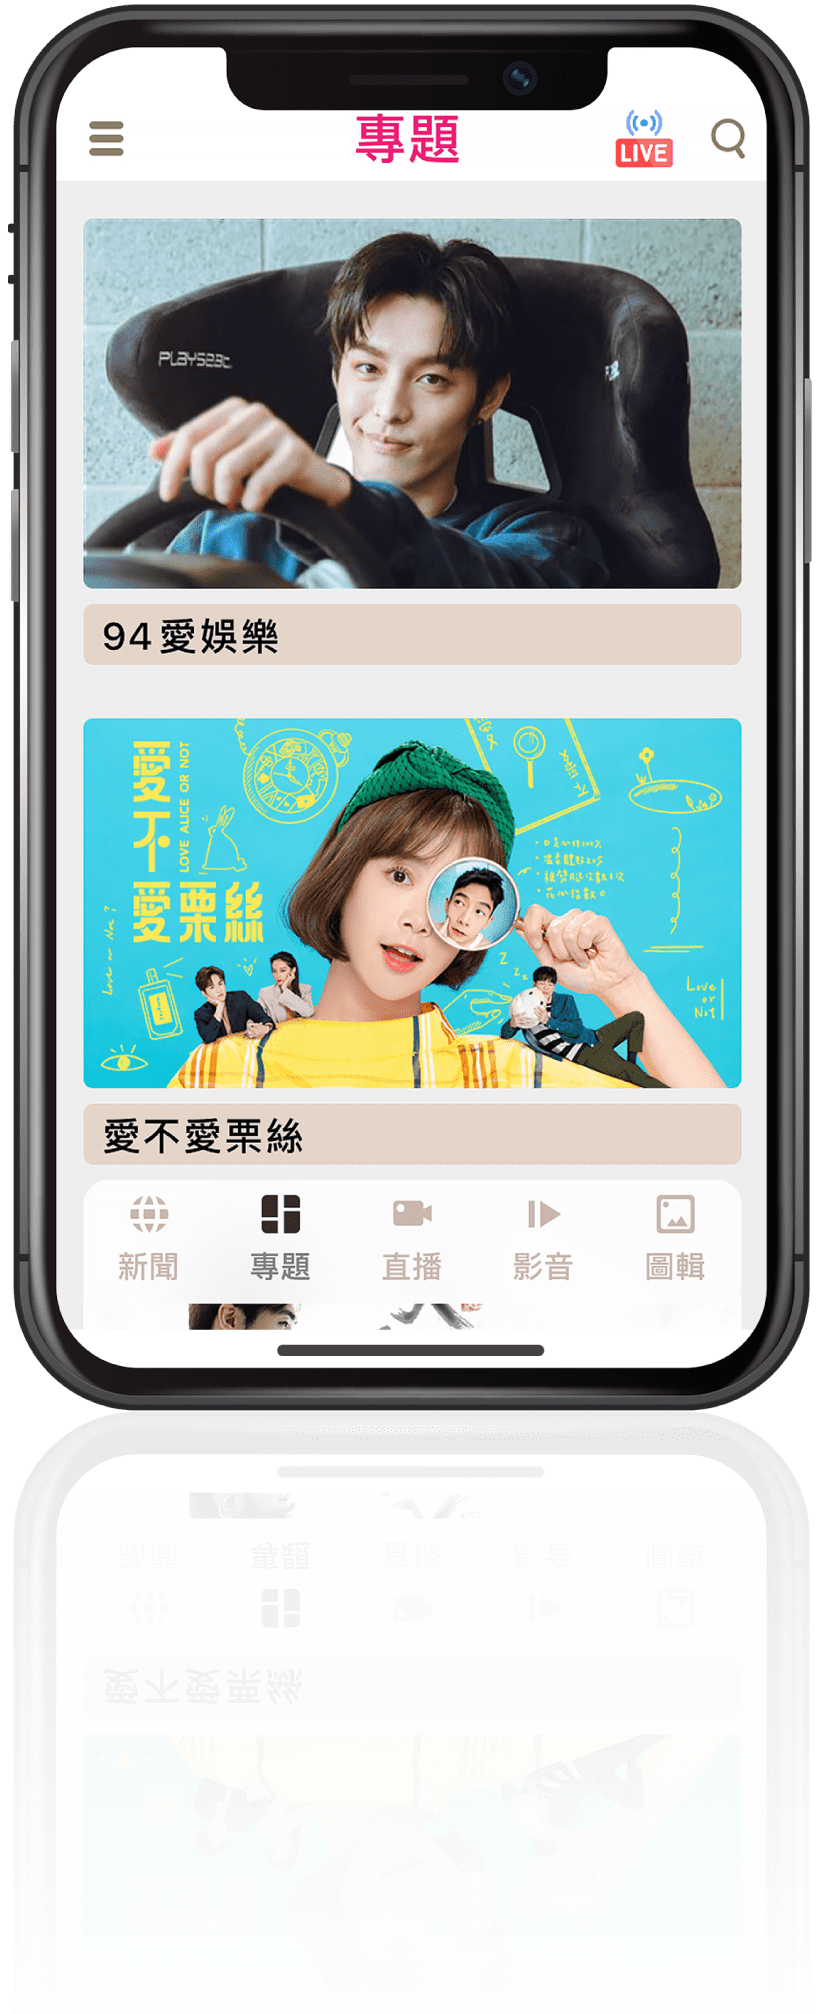 專題
LIVE
PLAYSEAT
94愛娛樂
愛不愛栗絲
LOVE ALICE OR NOT
Love or Not ?
Love
or
Not
愛不愛栗絲
新聞
專題
直播
影音
圖輯